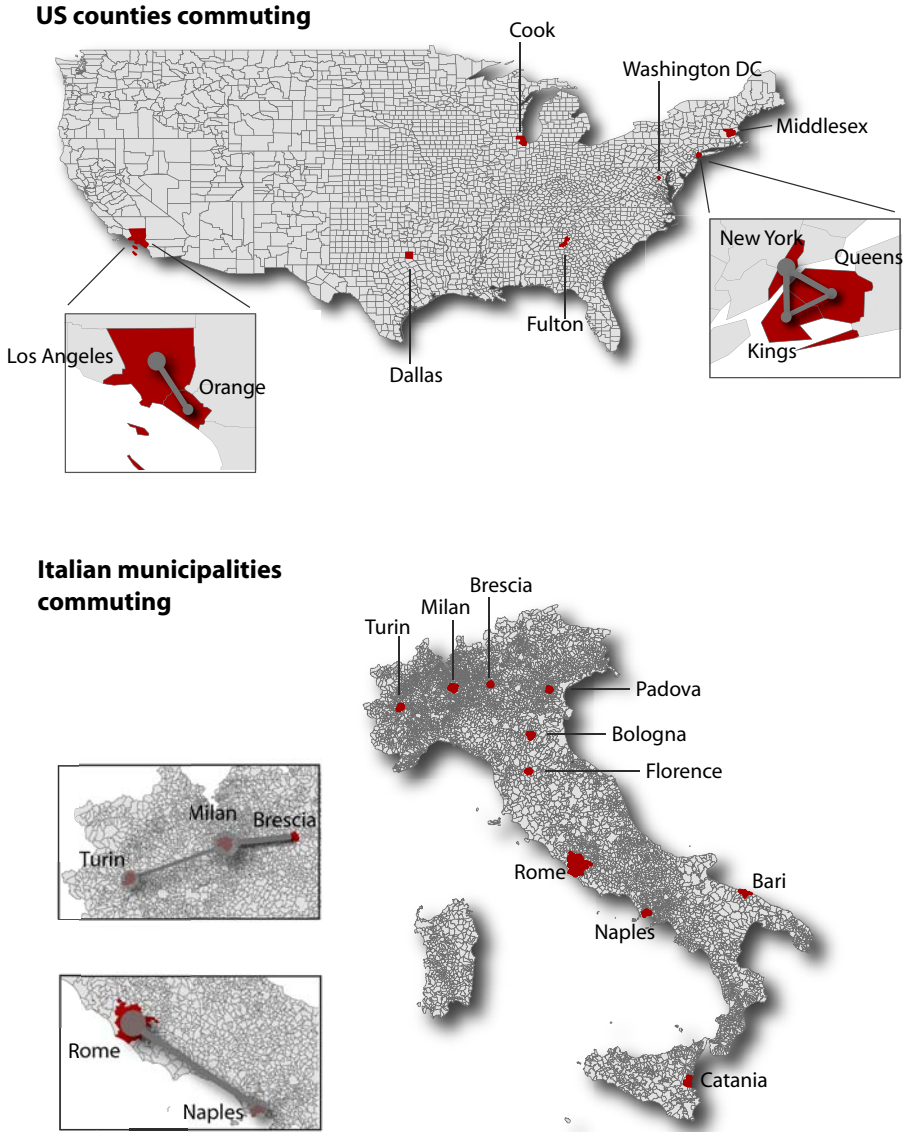 US counties commuting
Cook
Washington DC
Middlesex
New York
Queens
Kings
Fulton
Dallas
Los Angeles
Orange
Italian municipalities
commuting
Brescia
Milan
Turin
Padova
Bologna
Florence
Rome
Bari
Naples
Catania
Milan
Brescia
Turin
Rome
Naples